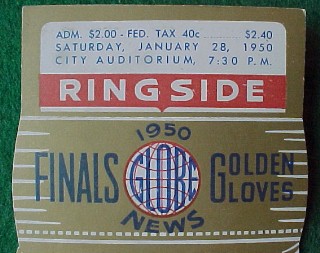 ADM. $2.00 - FED. TAX 40c $2.40
SATURDAY, JANUARY 28, 1950
CITY AUDITORIUM, 7:30 P. M.
RINGSIDE
1950
FINALS GLOBE GOLDEN
GLOVES
NEWS